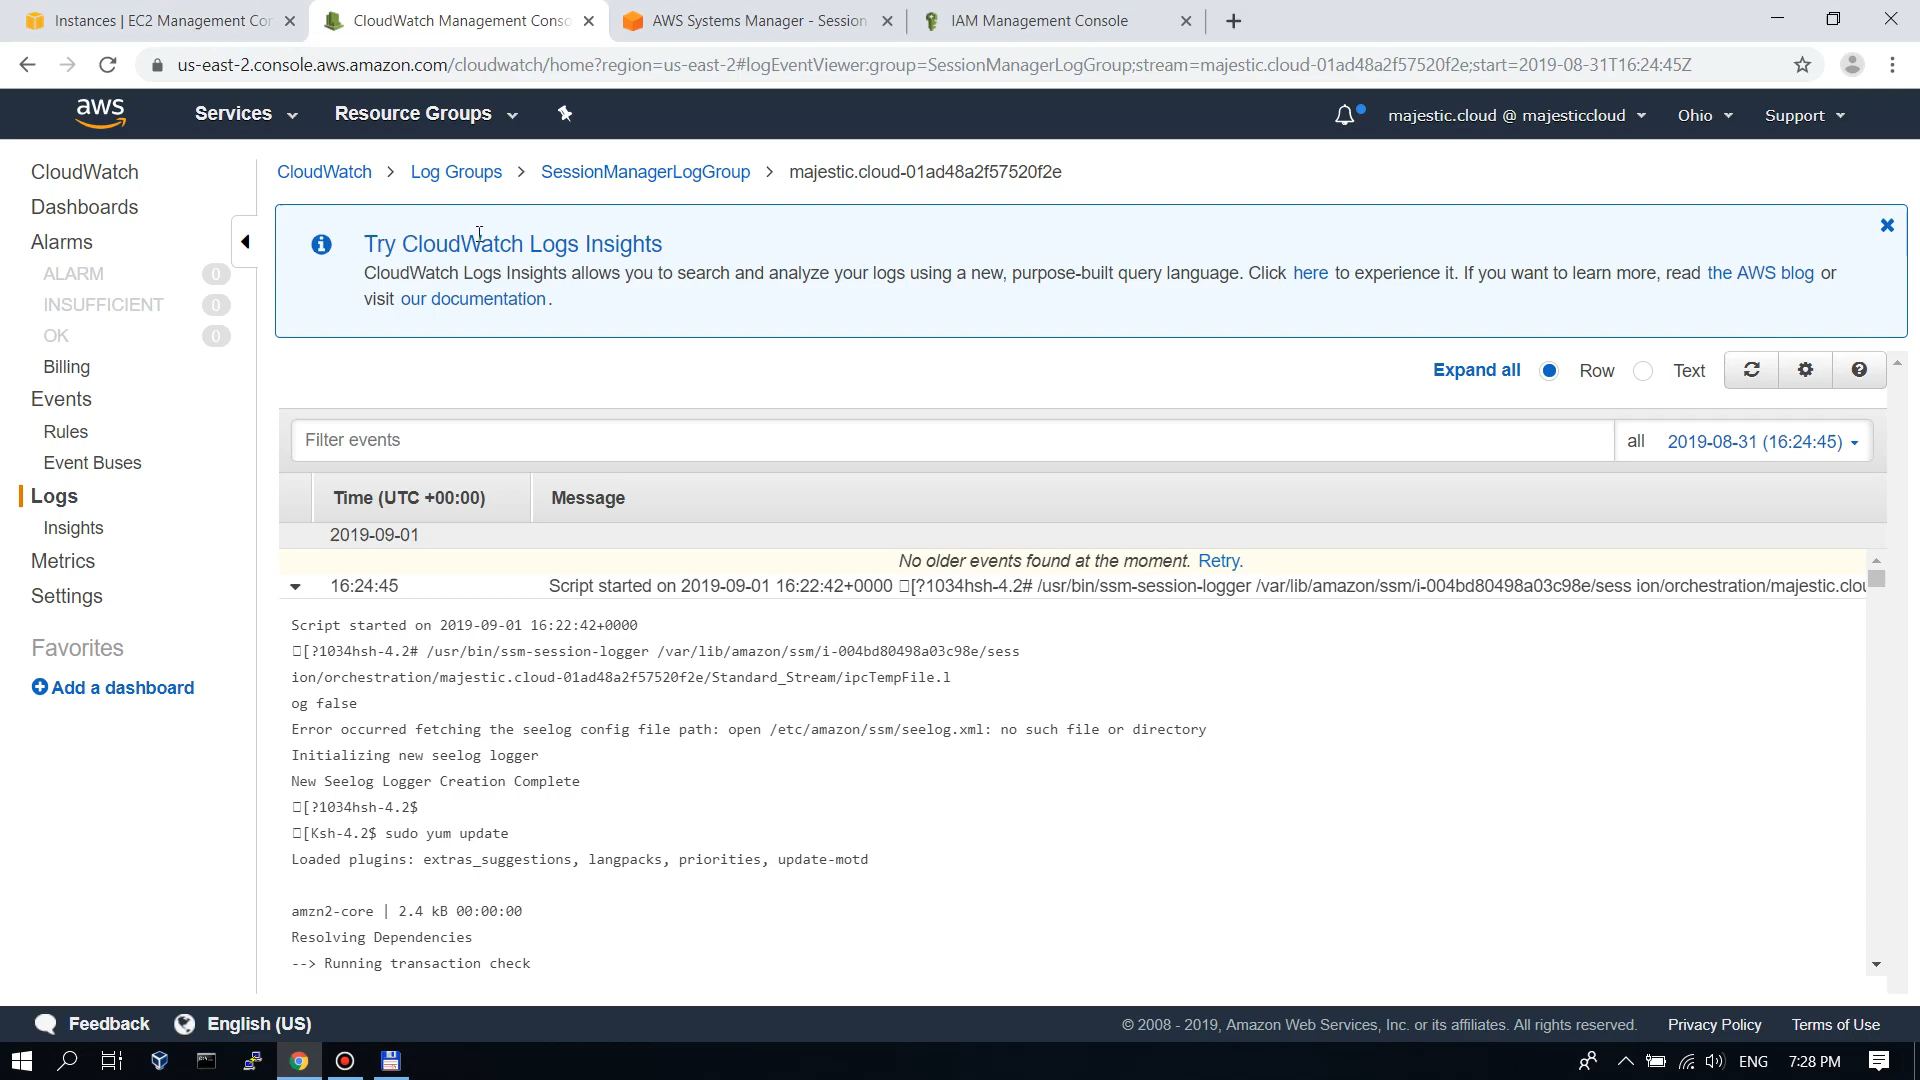 Instances | EC2 Management Cor
CloudWatch Management Conso
AWS Systems Manager - Session
IAM Management Console
us-east-2.console.aws.amazon.com/cloudwatch/home?region=us-east-2#logEventViewer:group=SessionManagerLogGroup;stream=majestic.cloud-01ad48a2f57520f2e;start=2019-08-31T16:24:45Z
aws
Services
Resource Groups
majestic.cloud @ majesticcloud
Ohio
Support
CloudWatch
Dashboards
Alarms
ALARM 0
INSUFFICIENT 0
OK 0
Billing
Events
Rules
Event Buses
Logs
Insights
Metrics
Settings
Favorites
Add a dashboard
CloudWatch > Log Groups > SessionManagerLogGroup > majestic.cloud-01ad48a2f57520f2e
Try CloudWatch Logs Insights
CloudWatch Logs Insights allows you to search and analyze your logs using a new, purpose-built query language. Click here to experience it. If you want to learn more, read the AWS blog or
visit our documentation.
Expand all Row Text
Filter events
all 2019-08-31 (16:24:45)
Time (UTC +00:00) Message
2019-09-01
No older events found at the moment. Retry.
16:24:45 Script started on 2019-09-01 16:22:42+0000 □[?1034hsh-4.2# /usr/bin/ssm-session-logger /var/lib/amazon/ssm/i-004bd80498a03c98e/sess ion/orchestration/majestic.clou
Script started on 2019-09-01 16:22:42+0000
□[?1034hsh-4.2# /usr/bin/ssm-session-logger /var/lib/amazon/ssm/i-004bd80498a03c98e/sess
ion/orchestration/majestic.cloud-01ad48a2f57520f2e/Standard_Stream/ipcTempFile.l
og false
Error occurred fetching the seelog config file path: open /etc/amazon/ssm/seelog.xml: no such file or directory
Initializing new seelog logger
New Seelog Logger Creation Complete
□[?1034hsh-4.2$
□[Ksh-4.2$ sudo yum update
Loaded plugins: extras_suggestions, langpacks, priorities, update-motd
amzn2-core | 2.4 kB 00:00:00
Resolving Dependencies
--> Running transaction check
Feedback
English (US)
© 2008 - 2019, Amazon Web Services, Inc. or its affiliates. All rights reserved.
Privacy Policy
Terms of Use
ENG
7:28 PM